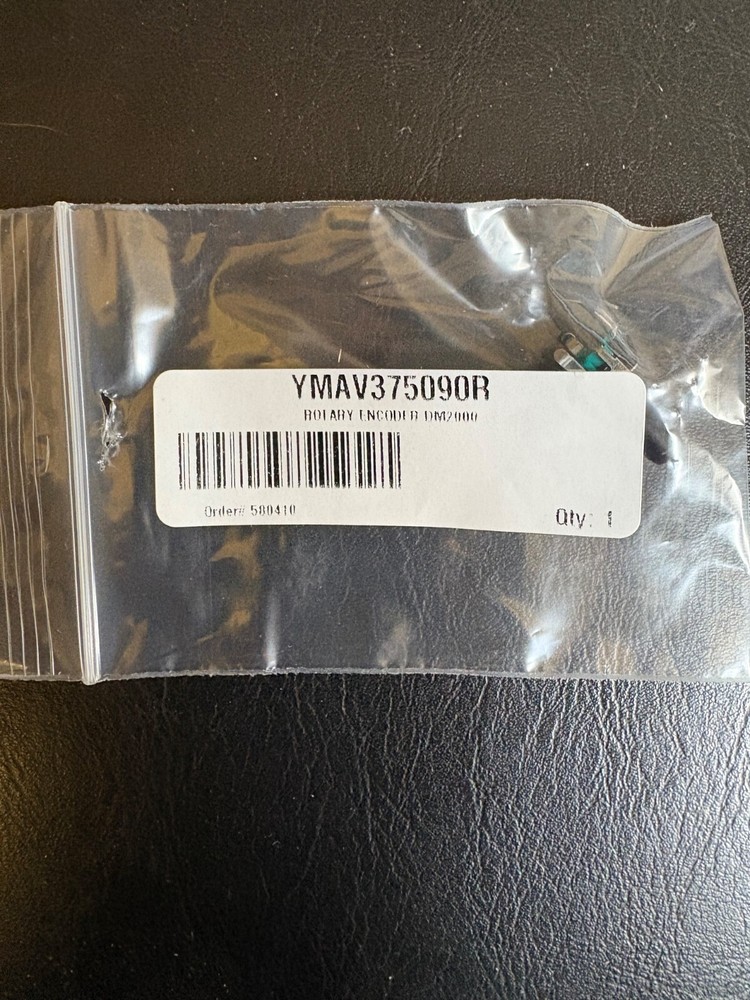 YMAV375090R
ROTARY ENCODER DM2000
Order# 580410
Qty: 1